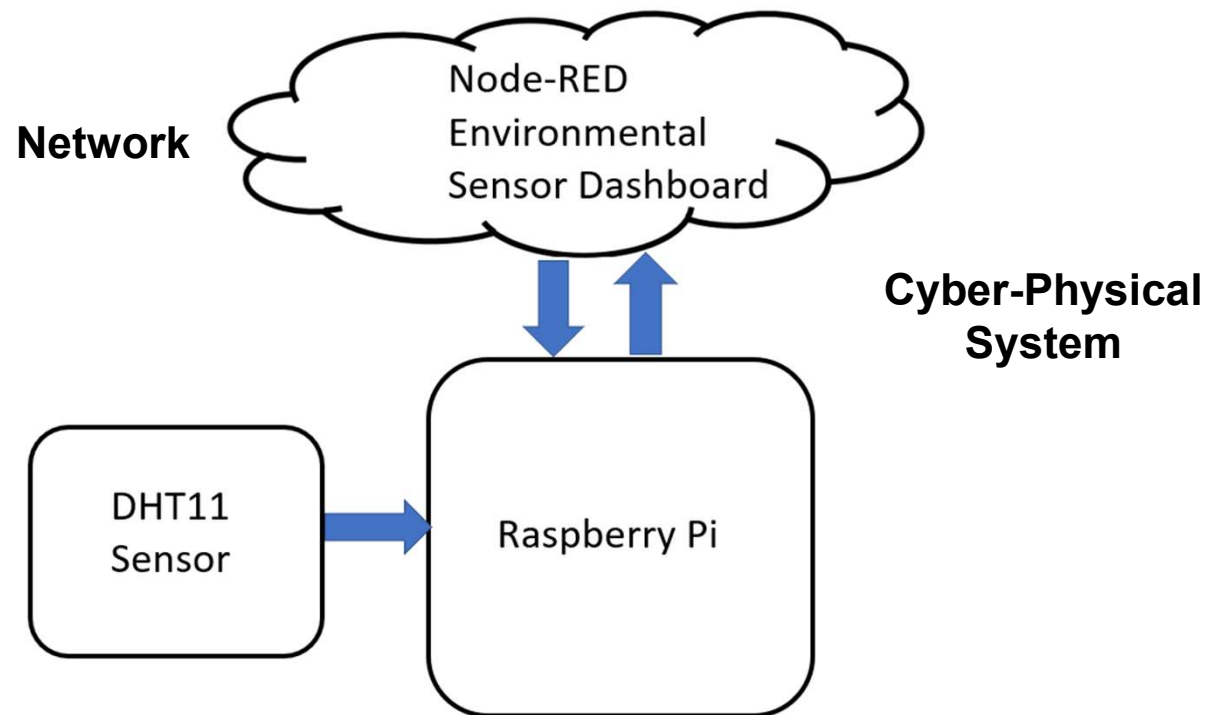 Node-RED
Environmental
Sensor Dashboard
Network
Cyber-Physical
System
DHT11
Sensor
Raspberry Pi